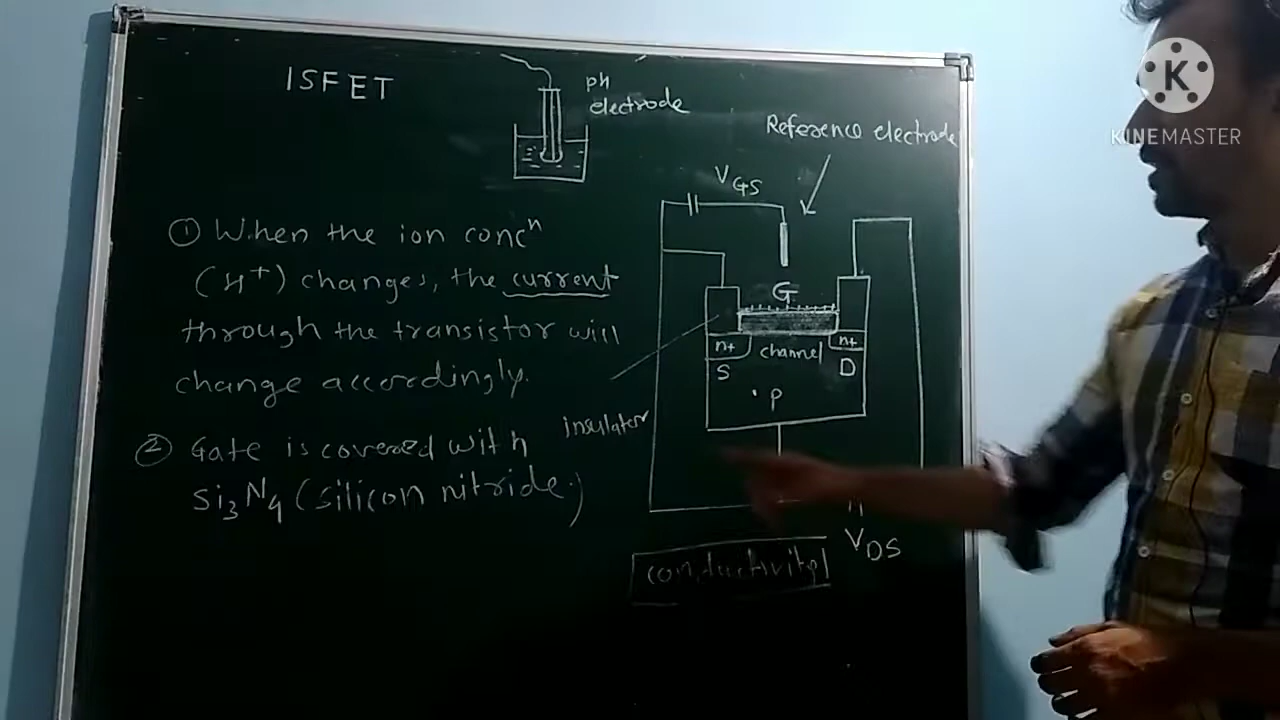 ISFET
ph
electrode
Reference electrode
VGS
① When the ion concⁿ
(H⁺) changes, the current
through the transistor will
change accordingly.
② Gate is covered with
Si₃N₄ (silicon nitride.)
insulator
G
n+
channel
n+
S
D
P
VDS
conductivity
K
KINEMASTER